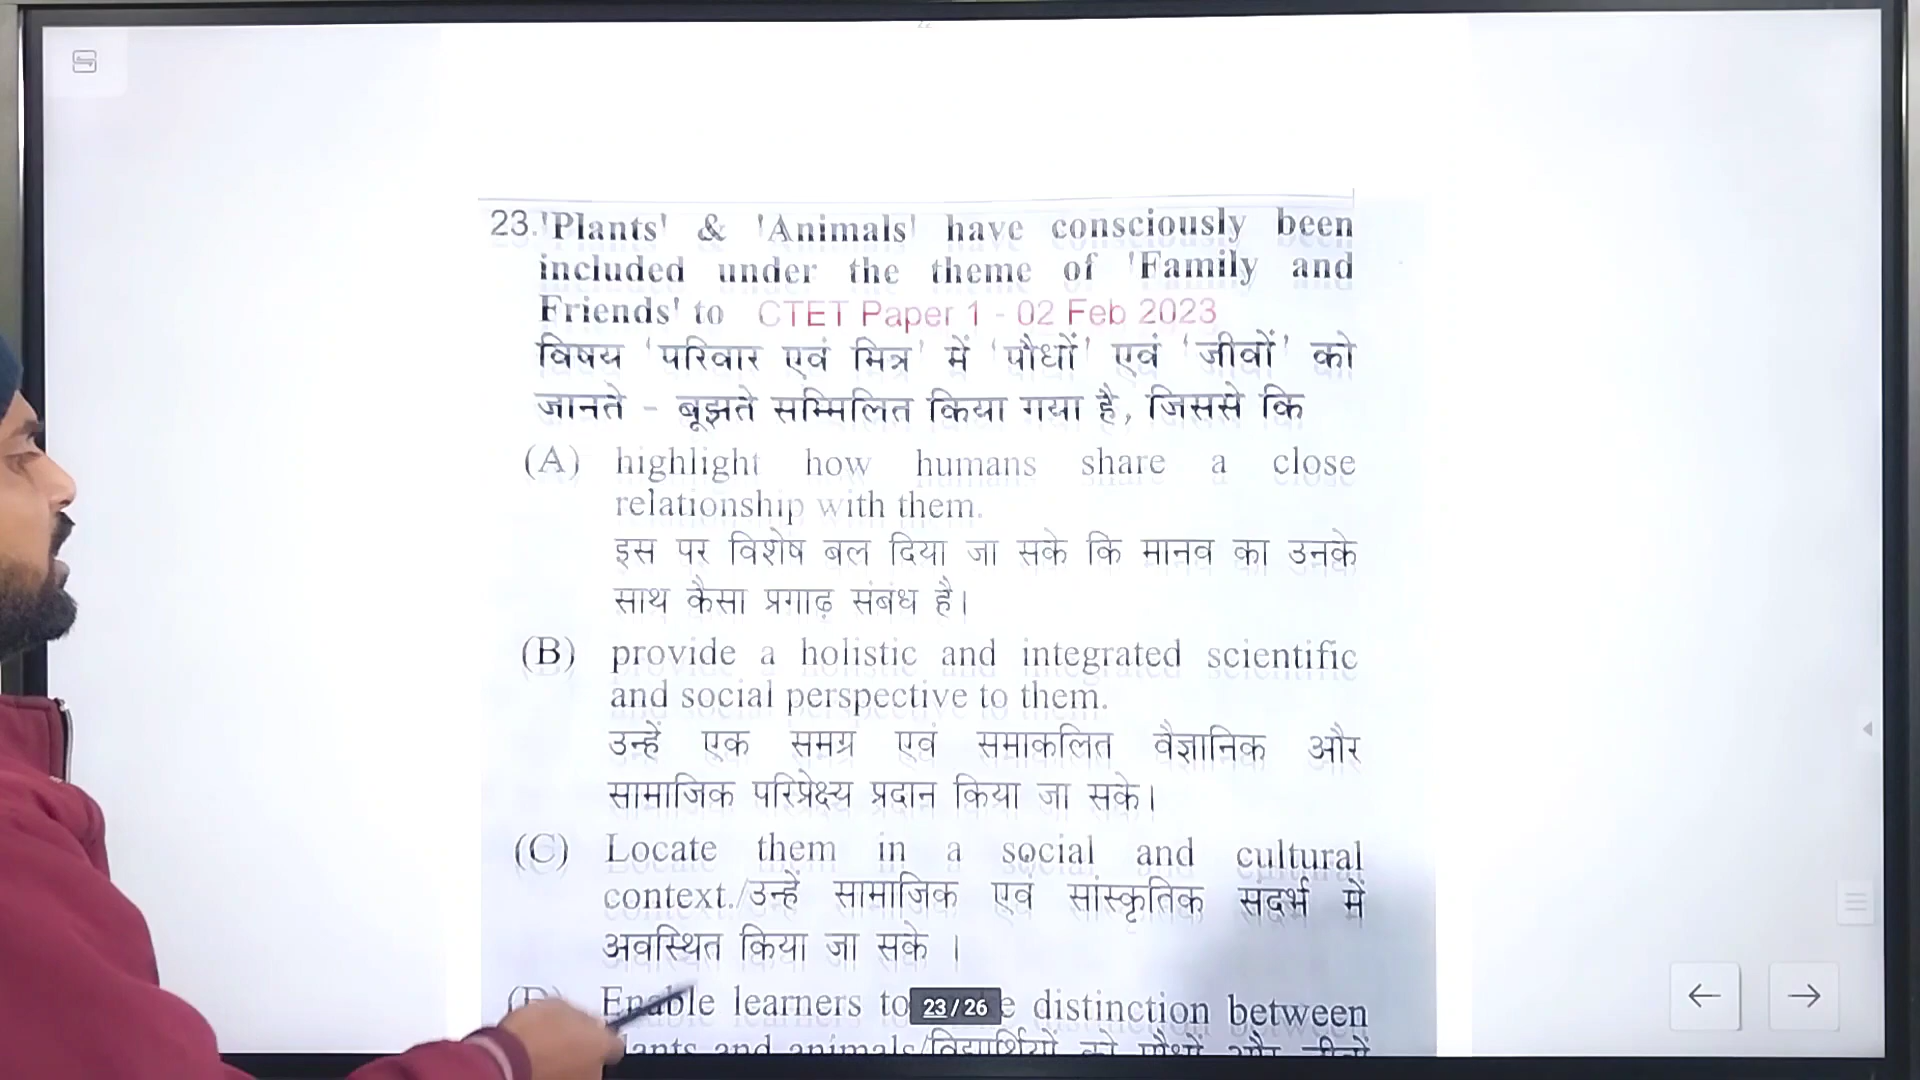 23.'Plants' & 'Animals' have consciously been
included under the theme of 'Family and
Friends' to CTET Paper 1 - 02 Feb 2023
विषय 'परिवार एवं मित्र' में 'पौधों' एवं 'जीवों' को
जानते - बूझते सम्मिलित किया गया है, जिससे कि
(A) highlight how humans share a close
relationship with them.
इस पर विशेष बल दिया जा सके कि मानव का उनके
साथ कैसा प्रगाढ़ संबंध है।
(B) provide a holistic and integrated scientific
and social perspective to them.
उन्हें एक समग्र एवं समाकलित वैज्ञानिक और
सामाजिक परिप्रेक्ष्य प्रदान किया जा सके।
(C) Locate them in a social and cultural
context./उन्हें सामाजिक एवं सांस्कृतिक संदर्भ में
अवस्थित किया जा सके ।
Enable learners to distinction between
23/26
and animals/विद्यार्थियों को पौधों और